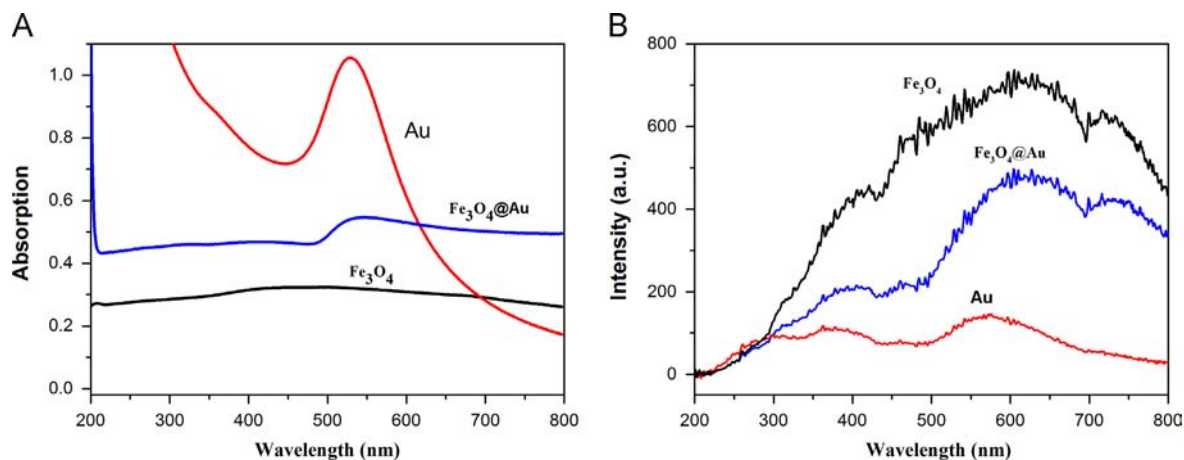 A
Absorption
1.0
0.8
0.6
0.4
0.2
0.0
Au
Fe₃O₄@Au
Fe₃O₄
200 300 400 500 600 700 800
Wavelength (nm)
B
Intensity (a.u.)
800
600
400
200
0
Fe₃O₄
Fe₃O₄@Au
Au
200 300 400 500 600 700 800
Wavelength (nm)